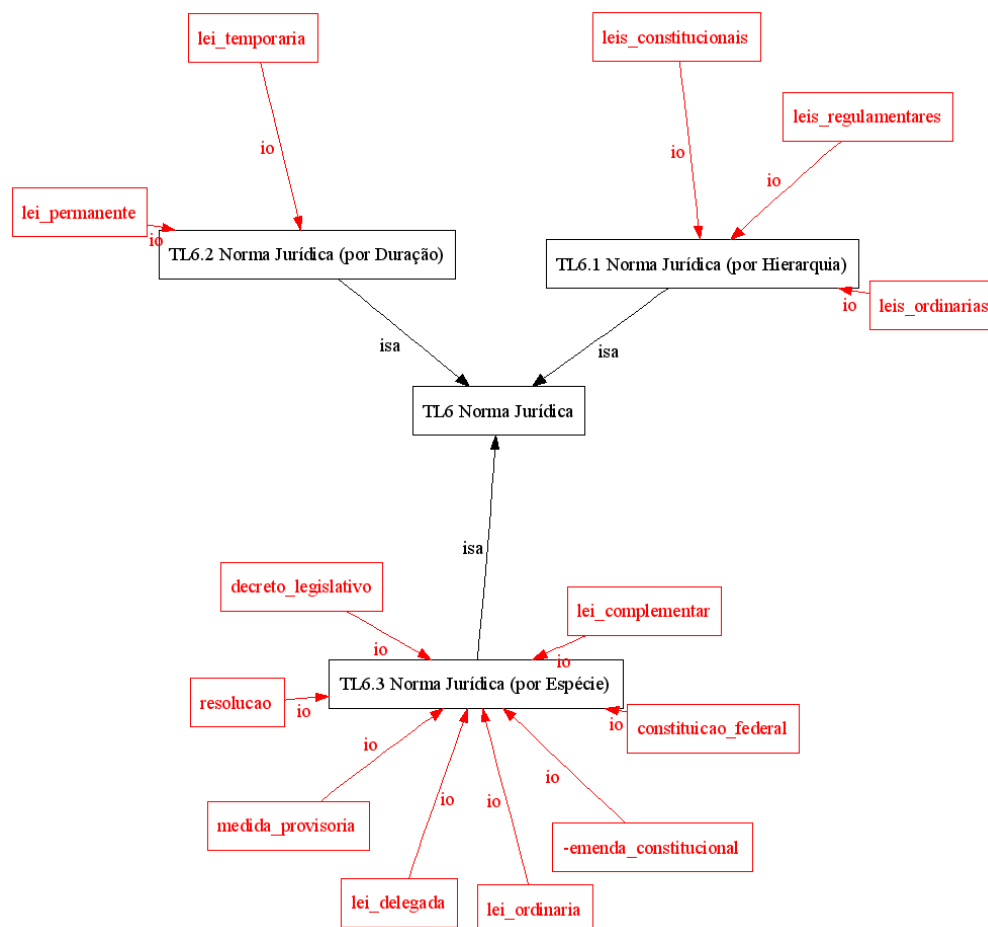 lei_temporaria
leis_constitucionais
leis_regulamentares
io
io
io
lei_permanente
io
TL6.2 Norma Jurídica (por Duração)
TL6.1 Norma Jurídica (por Hierarquia)
io
leis_ordinarias
isa
isa
TL6 Norma Jurídica
isa
decreto_legislativo
lei_complementar
io
io
TL6.3 Norma Jurídica (por Espécie)
resolucao
io
io
constituicao_federal
io
io
io
io
medida_provisoria
-emenda_constitucional
lei_delegada
lei_ordinaria